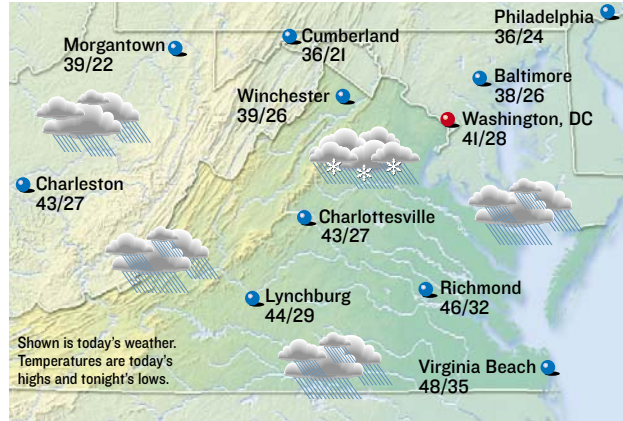 Philadelphia
36/24
Cumberland
36/21
Morgantown
39/22
Baltimore
38/26
Winchester
39/26
Washington, DC
41/28
Charleston
43/27
Charlottesville
43/27
Richmond
46/32
Lynchburg
44/29
Shown is today's weather.
Temperatures are today's
highs and tonight's lows.
Virginia Beach
48/35